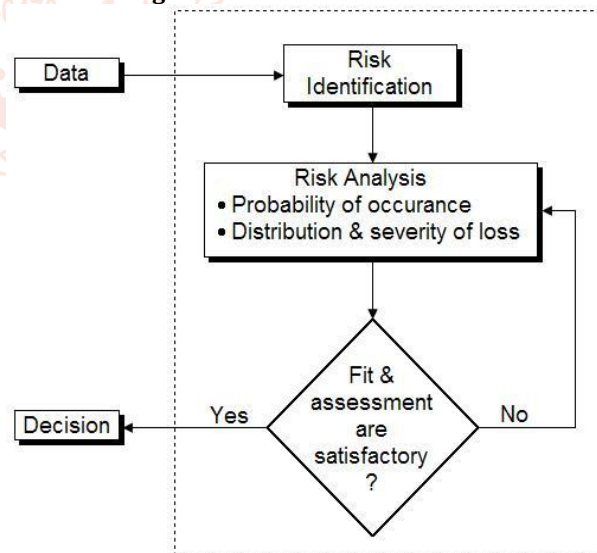 Data
Risk
Identification
Risk Analysis
• Probability of occurance
• Distribution & severity of loss
Fit &
assessment
are
satisfactory
?
Yes
No
Decision